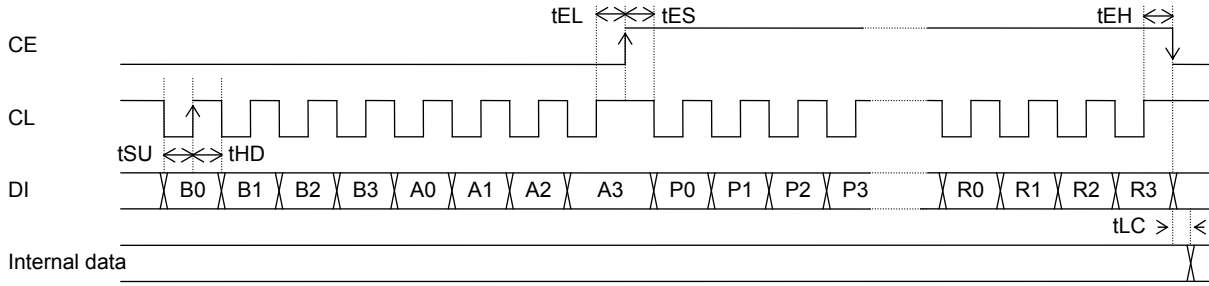 tEL tES tEH
CE
CL
tSU tHD
DI B0 B1 B2 B3 A0 A1 A2 A3 P0 P1 P2 P3 R0 R1 R2 R3
tLC
Internal data